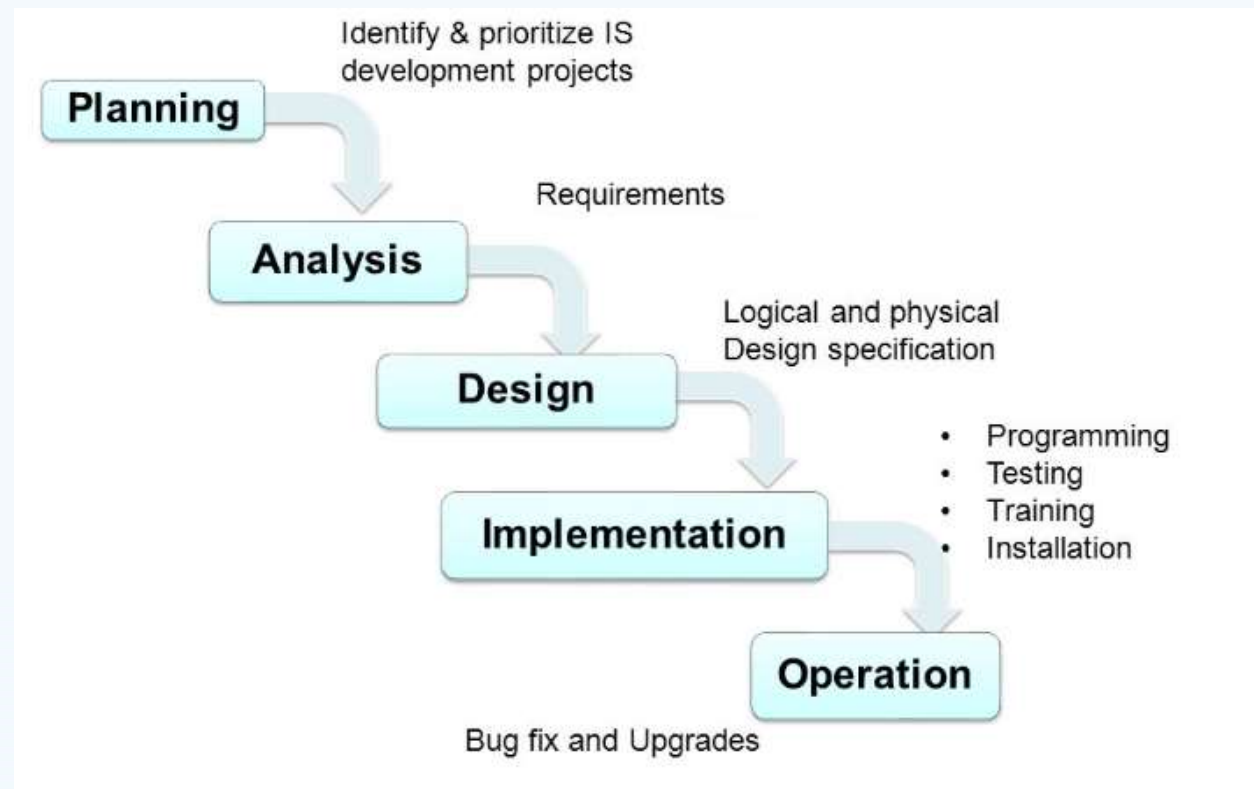 Identify & prioritize IS
development projects
Planning
Requirements
Analysis
Logical and physical
Design specification
Design
• Programming
• Testing
• Training
• Installation
Implementation
Operation
Bug fix and Upgrades